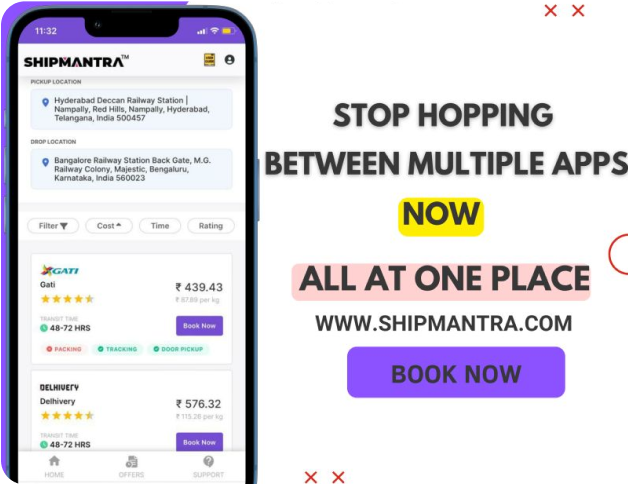 11:32
SHIPMANTRA™
PICKUP LOCATION
Hyderabad Deccan Railway Station |
Nampally, Red Hills, Nampally, Hyderabad,
Telangana, India 500457
DROP LOCATION
Bangalore Railway Station Back Gate, M.G.
Railway Colony, Majestic, Bengaluru,
Karnataka, India 560023
Filter Cost Time Rating
GATI
Gati
₹ 439.43
₹ 87.89 per kg
TRANSIT TIME
48-72 HRS
Book Now
PACKING TRACKING DOOR PICKUP
DELHIVERY
Delhivery
₹ 576.32
₹ 115.26 per kg
TRANSIT TIME
48-72 HRS
Book Now
HOME OFFERS SUPPORT
STOP HOPPING
BETWEEN MULTIPLE APPS
NOW
ALL AT ONE PLACE
WWW.SHIPMANTRA.COM
BOOK NOW